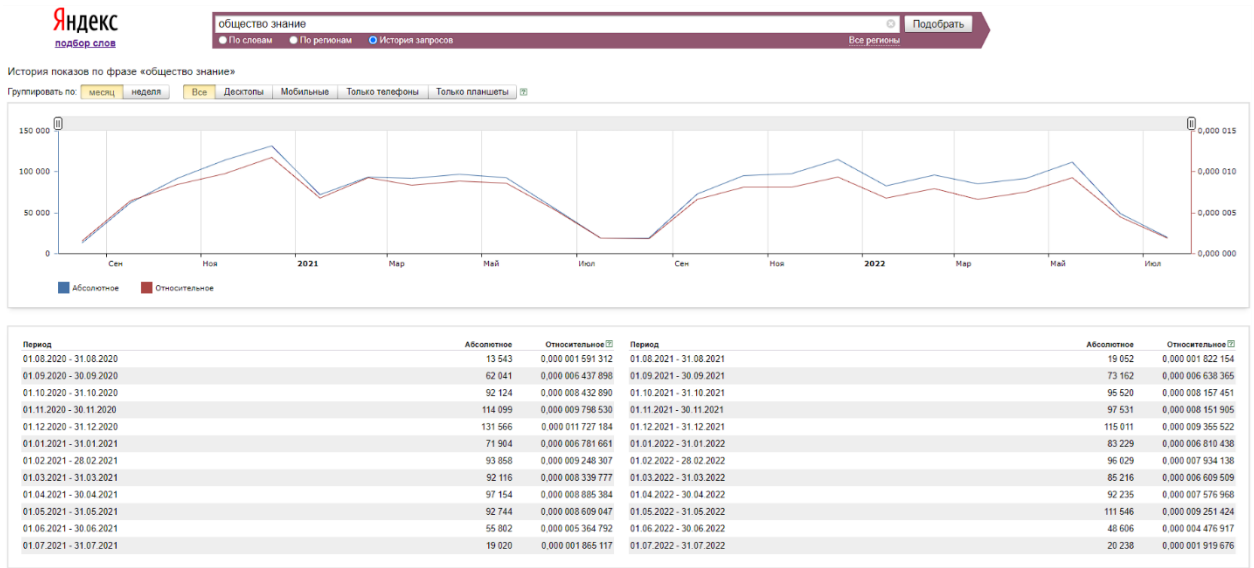 Яндекс
подбор слов
общество знание
Подобрать
По словам По регионам История запросов Все регионы
История показов по фразе «общество знание»
Группировать по: месяц неделя Все Десктопы Мобильные Только телефоны Только планшеты
150 000 0,000 015
100 000 0,000 010
50 000 0,000 005
0 0,000 000
Сен Ноя 2021 Мар Май Июл Сен Ноя 2022 Мар Май Июл
Абсолютное Относительное
Период Абсолютное Относительное Период Абсолютное Относительное
01.08.2020 - 31.08.2020 13 543 0,000 001 591 312 01.08.2021 - 31.08.2021 19 052 0,000 001 822 154
01.09.2020 - 30.09.2020 62 041 0,000 006 437 898 01.09.2021 - 30.09.2021 73 162 0,000 006 638 365
01.10.2020 - 31.10.2020 92 124 0,000 008 432 890 01.10.2021 - 31.10.2021 95 520 0,000 008 157 451
01.11.2020 - 30.11.2020 114 099 0,000 009 798 530 01.11.2021 - 30.11.2021 97 531 0,000 008 151 905
01.12.2020 - 31.12.2020 131 566 0,000 011 727 184 01.12.2021 - 31.12.2021 115 011 0,000 009 355 522
01.01.2021 - 31.01.2021 71 904 0,000 006 781 661 01.01.2022 - 31.01.2022 83 229 0,000 006 810 438
01.02.2021 - 28.02.2021 93 858 0,000 009 248 307 01.02.2022 - 28.02.2022 96 029 0,000 007 934 138
01.03.2021 - 31.03.2021 92 116 0,000 008 339 777 01.03.2022 - 31.03.2022 85 216 0,000 006 609 509
01.04.2021 - 30.04.2021 97 154 0,000 008 885 384 01.04.2022 - 30.04.2022 92 235 0,000 007 576 968
01.05.2021 - 31.05.2021 92 744 0,000 008 609 047 01.05.2022 - 31.05.2022 111 546 0,000 009 251 424
01.06.2021 - 30.06.2021 55 802 0,000 005 364 792 01.06.2022 - 30.06.2022 48 606 0,000 004 476 917
01.07.2021 - 31.07.2021 19 020 0,000 001 865 117 01.07.2022 - 31.07.2022 20 238 0,000 001 919 676